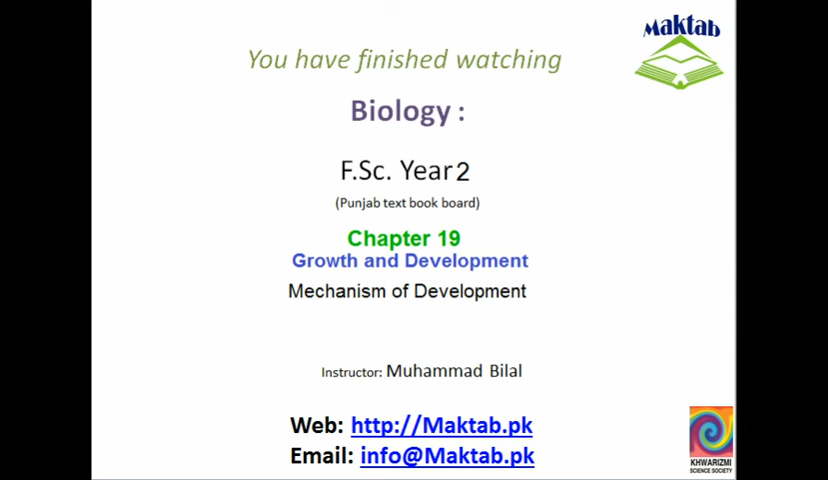 Maktab
You have finished watching
Biology :
F.Sc. Year 2
(Punjab text book board)
Chapter 19
Growth and Development
Mechanism of Development
Instructor: Muhammad Bilal
Web: http://Maktab.pk
Email: info@Maktab.pk
KHWARIZMI
SCIENCE SOCIETY